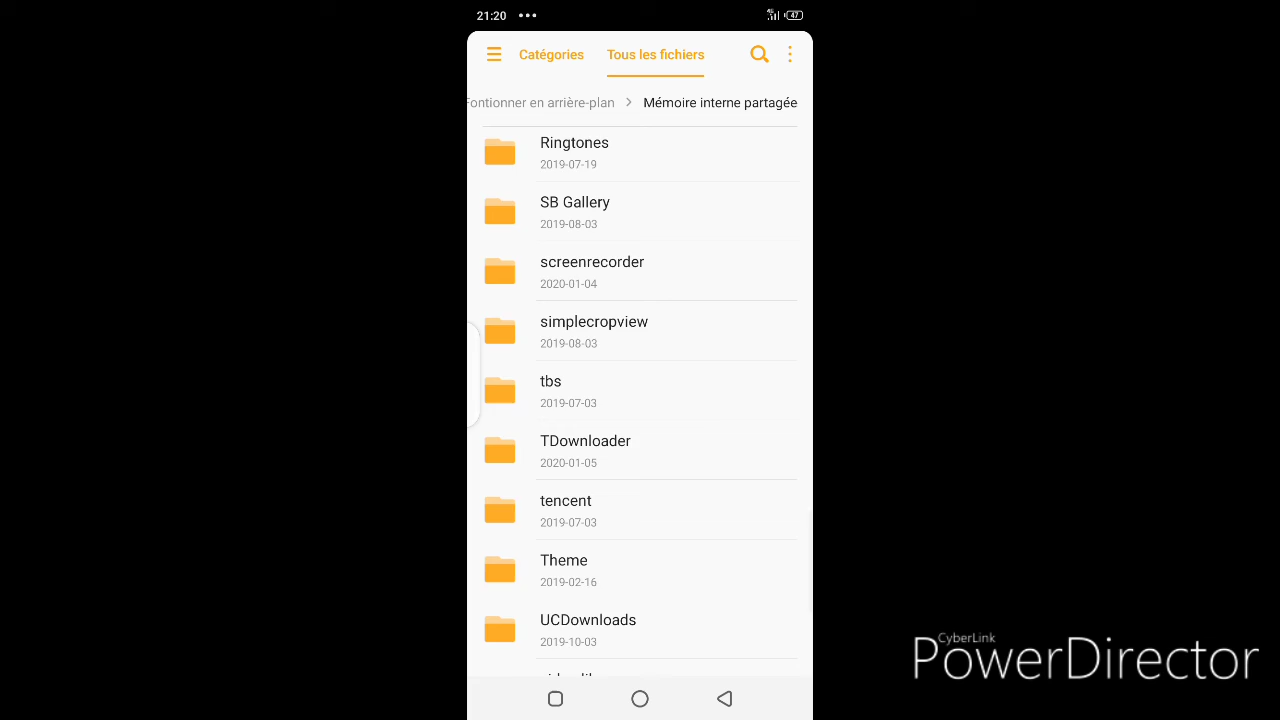 21:20
4G
47
Catégories
Tous les fichiers
Fontionner en arrière-plan
Mémoire interne partagée
Ringtones
2019-07-19
SB Gallery
2019-08-03
screenrecorder
2020-01-04
simplecropview
2019-08-03
tbs
2019-07-03
TDownloader
2020-01-05
tencent
2019-07-03
Theme
2019-02-16
UCDownloads
2019-10-03
CyberLink
PowerDirector